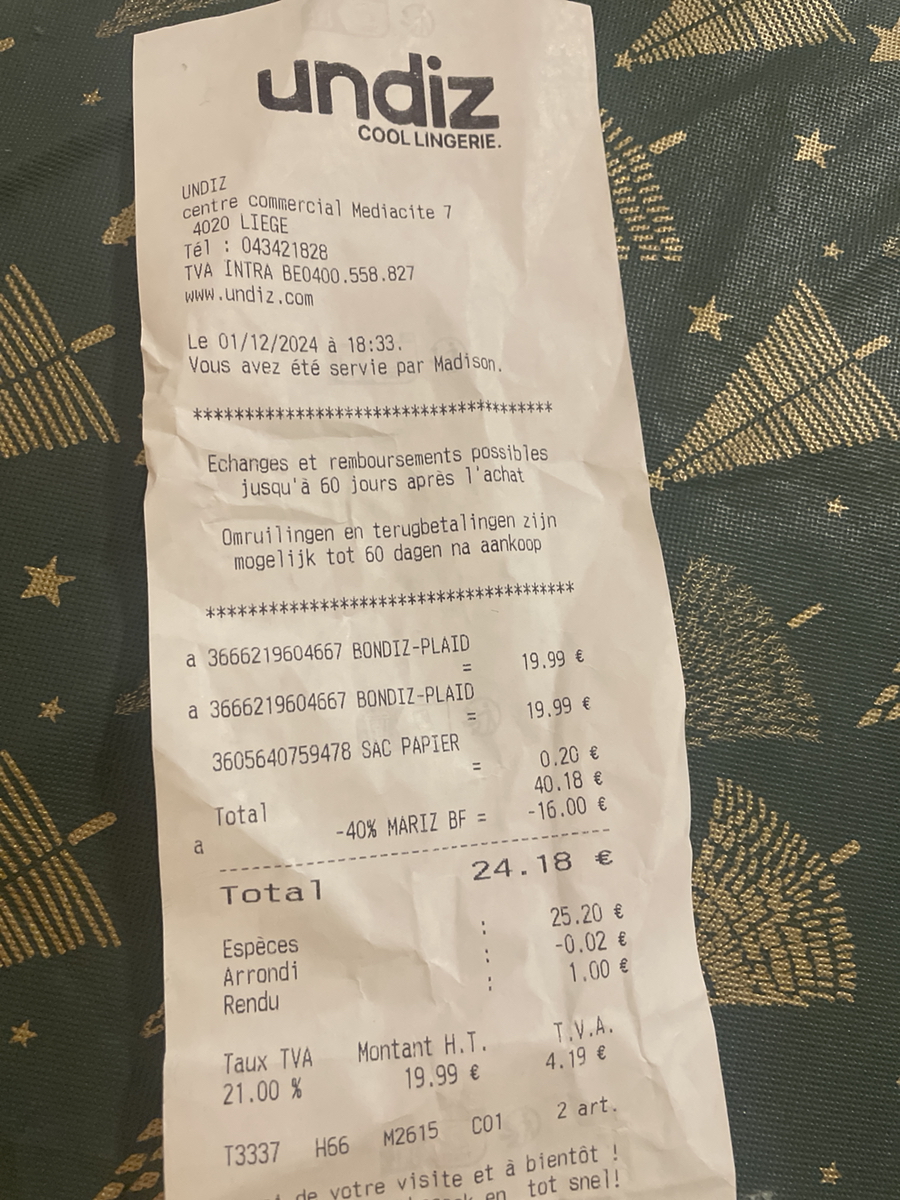 undiz
COOL LINGERIE.
UNDIZ
centre commercial Mediacite 7
4020 LIEGE
Tél : 043421828
TVA INTRA BE0400.558.827
www.undiz.com
Le 01/12/2024 à 18:33.
Vous avez été servie par Madison.
***********************************
Echanges et remboursements possibles
jusqu'à 60 jours après l'achat
Omruilingen en terugbetalingen zijn
mogelijk tot 60 dagen na aankoop
***********************************
a 3666219604667 BONDIZ-PLAID
= 19.99 €
a 3666219604667 BONDIZ-PLAID
= 19.99 €
3605640759478 SAC PAPIER
= 0.20 €
Total 40.18 €
a -40% MARIZ BF = -16.00 €
-----------------------------------
Total 24.18 €
Espèces : 25.20 €
Arrondi : -0.02 €
Rendu : 1.00 €
Taux TVA Montant H.T. T.V.A.
21.00 % 19.99 € 4.19 €
T3337 H66 M2615 C01 2 art.
de votre visite et à bientôt !
en tot snel!